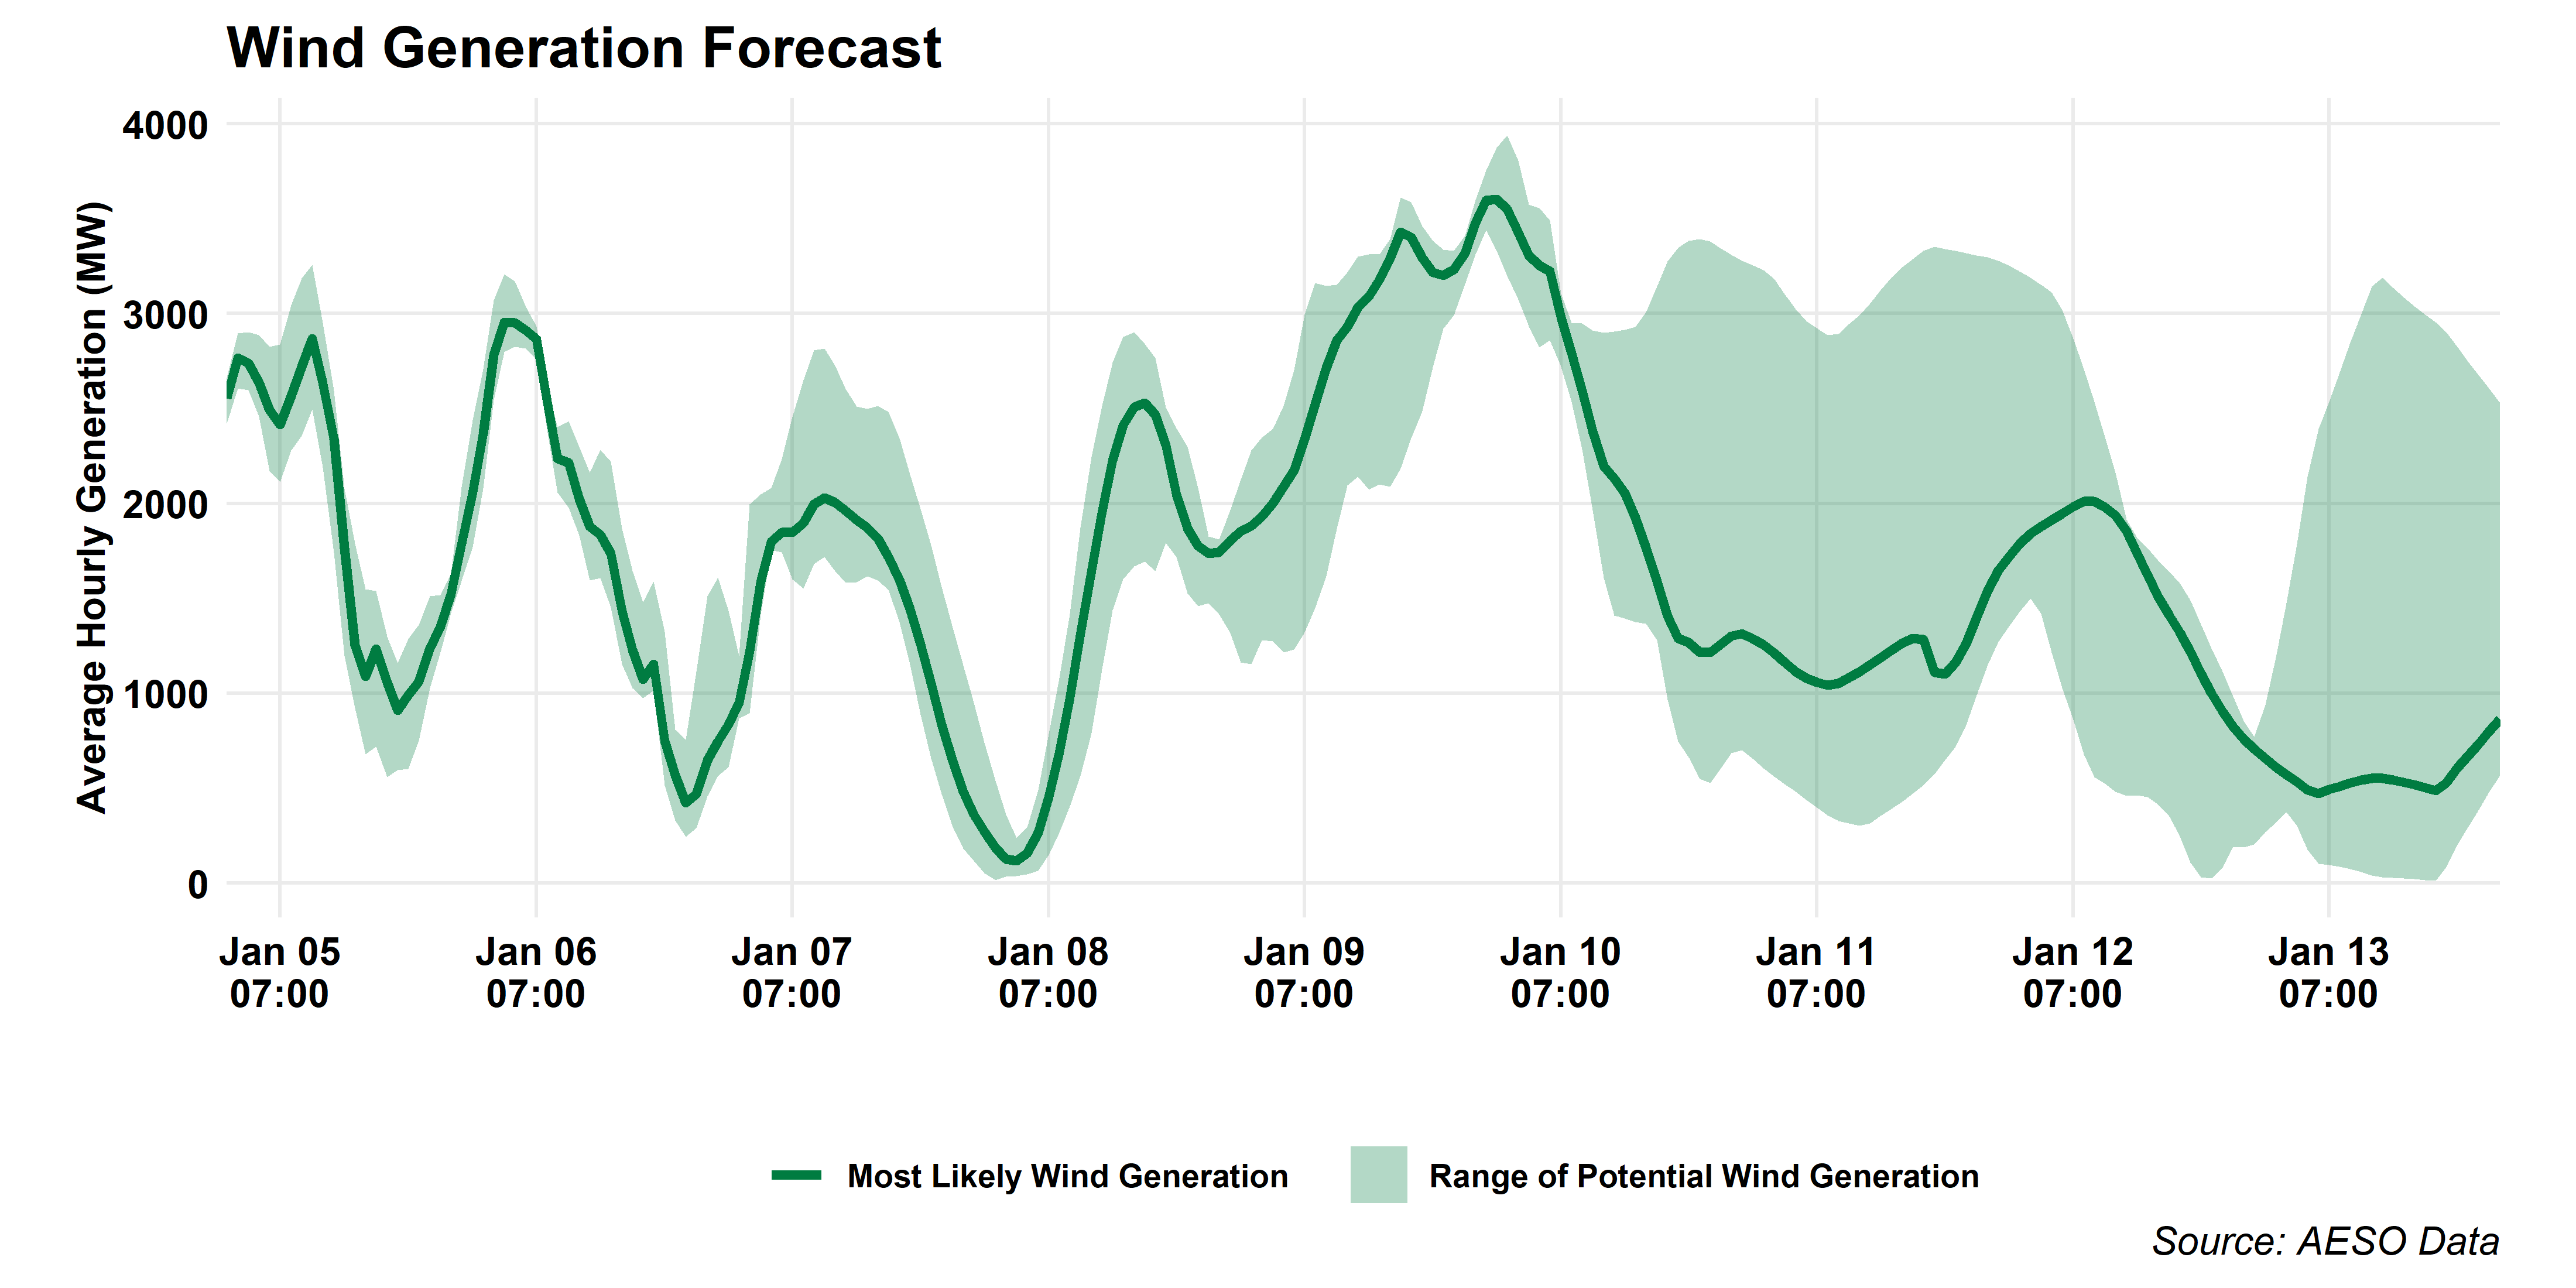 Wind Generation Forecast
Average Hourly Generation (MW)
4000
3000
2000
1000
0
Jan 05
07:00
Jan 06
07:00
Jan 07
07:00
Jan 08
07:00
Jan 09
07:00
Jan 10
07:00
Jan 11
07:00
Jan 12
07:00
Jan 13
07:00
Most Likely Wind Generation
Range of Potential Wind Generation
Source: AESO Data